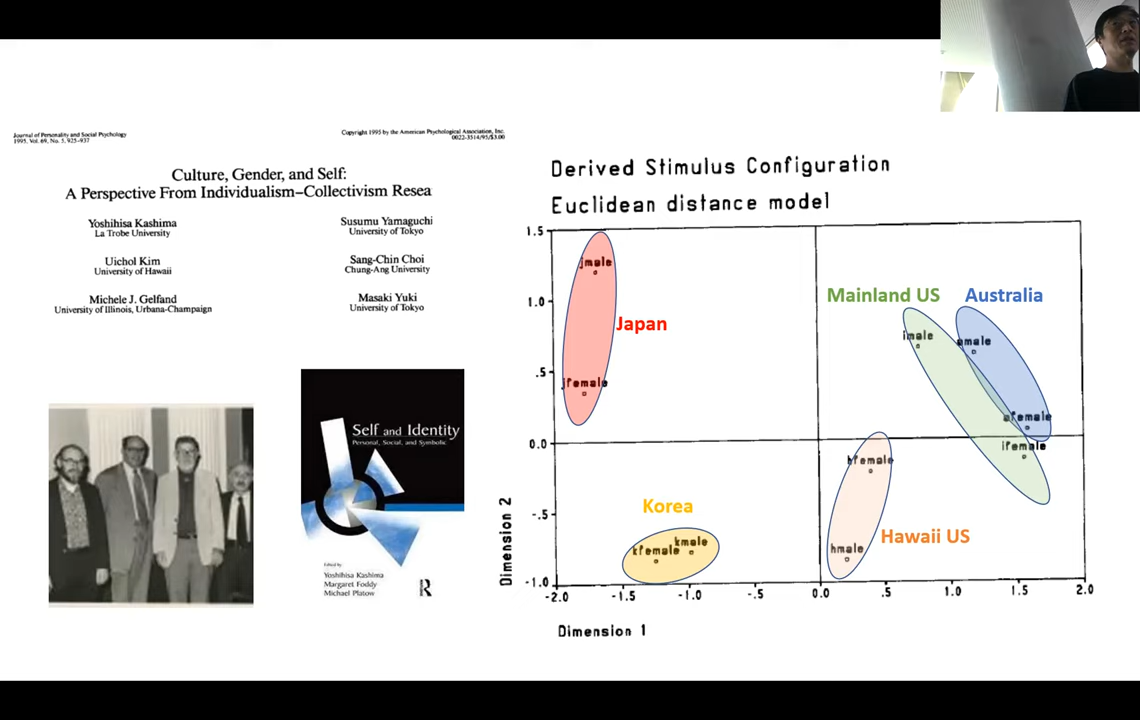 Journal of Personality and Social Psychology
1995, Vol. 69, No. 5, 925-937
Copyright 1995 by the American Psychological Association, Inc.
0022-3514/95/$3.00
Culture, Gender, and Self:
A Perspective From Individualism–Collectivism Resea
Yoshihisa Kashima
La Trobe University
Susumu Yamaguchi
University of Tokyo
Uichol Kim
University of Hawaii
Sang-Chin Choi
Chung-Ang University
Michele J. Gelfand
University of Illinois, Urbana-Champaign
Masaki Yuki
University of Tokyo
Self and Identity
Personal, Social, and Symbolic
Edited by
Yoshihisa Kashima
Margaret Foddy
Michael Platow
R
Derived Stimulus Configuration
Euclidean distance model
1.5
1.0
.5
0.0
-.5
-1.0
Dimension 2
jmale
Japan
jfemale
Mainland US
Australia
imale
amale
afemale
ifemale
hfemale
Korea
kfemale
kmale
Hawaii US
hmale
-2.0
-1.5
-1.0
-.5
0.0
.5
1.0
1.5
2.0
Dimension 1